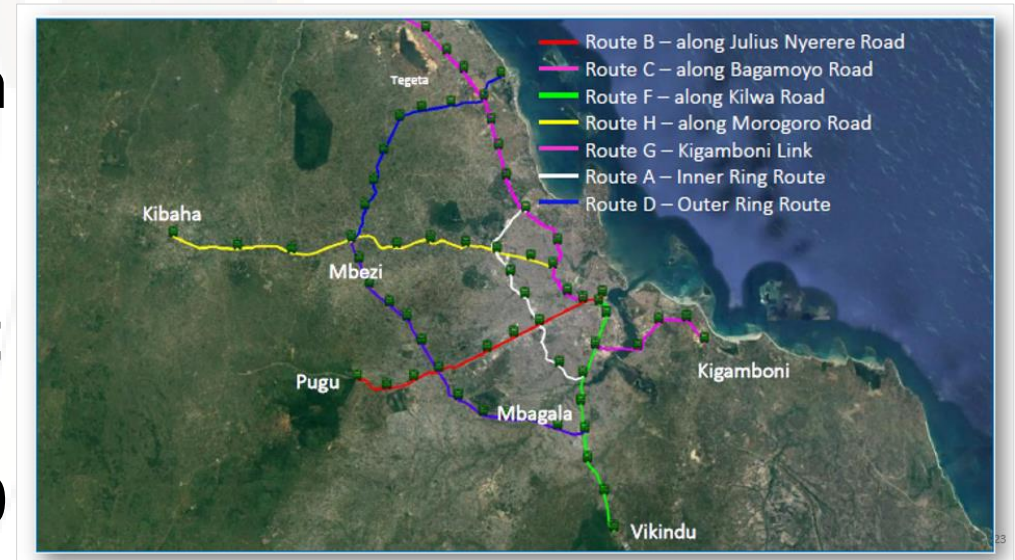 Route B – along Julius Nyerere Road
Route C – along Bagamoyo Road
Route F – along Kilwa Road
Route H – along Morogoro Road
Route G – Kigamboni Link
Route A – Inner Ring Route
Route D – Outer Ring Route
Tegeta
Kibaha
Mbezi
Pugu
Mbagala
Kigamboni
Vikindu
23